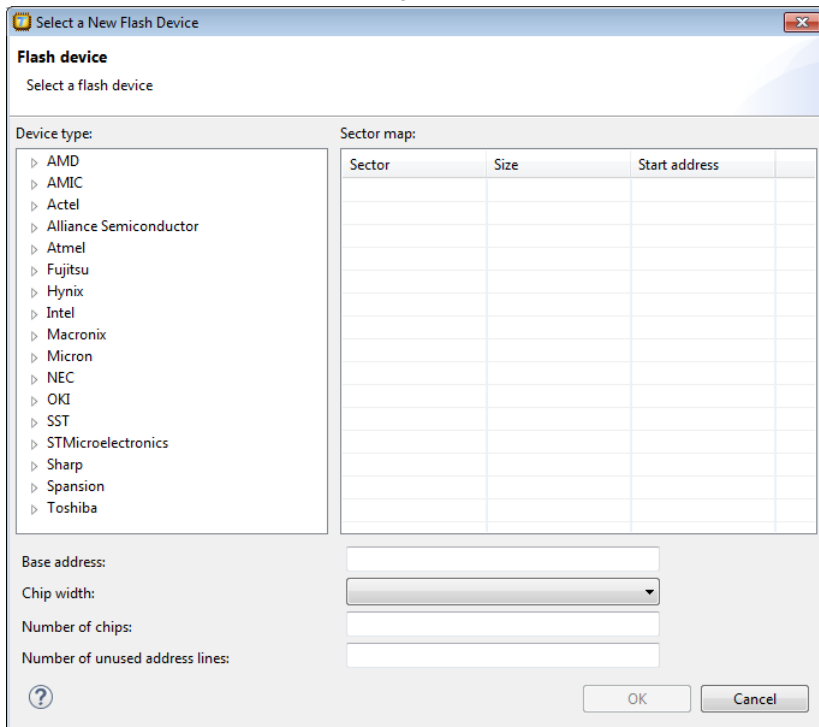 Select a New Flash Device
Flash device
Select a flash device
Device type:
Sector map:
AMD
AMIC
Actel
Alliance Semiconductor
Atmel
Fujitsu
Hynix
Intel
Macronix
Micron
NEC
OKI
SST
STMicroelectronics
Sharp
Spansion
Toshiba
Sector Size Start address
Base address:
Chip width:
Number of chips:
Number of unused address lines:
?
OK Cancel